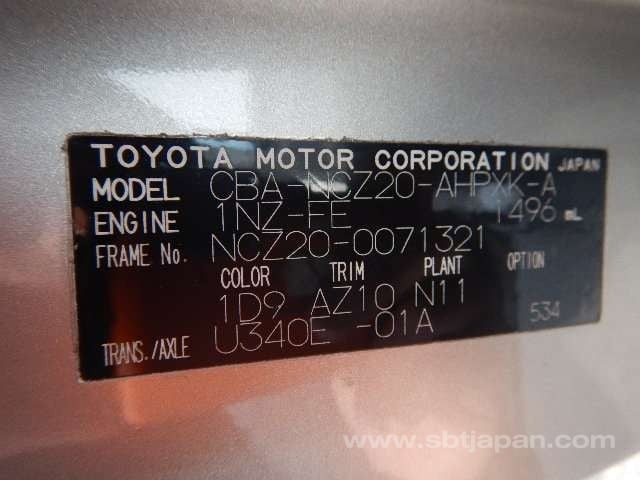 TOYOTA MOTOR CORPORATION JAPAN
MODEL CBA-NCZ20-AHPXK-A
ENGINE 1NZ-FE 1496 mL
FRAME No. NCZ20-0071321
COLOR TRIM PLANT OPTION
1D9 AZ10 N11 534
TRANS./AXLE U340E -01A
www.sbtjapan.com